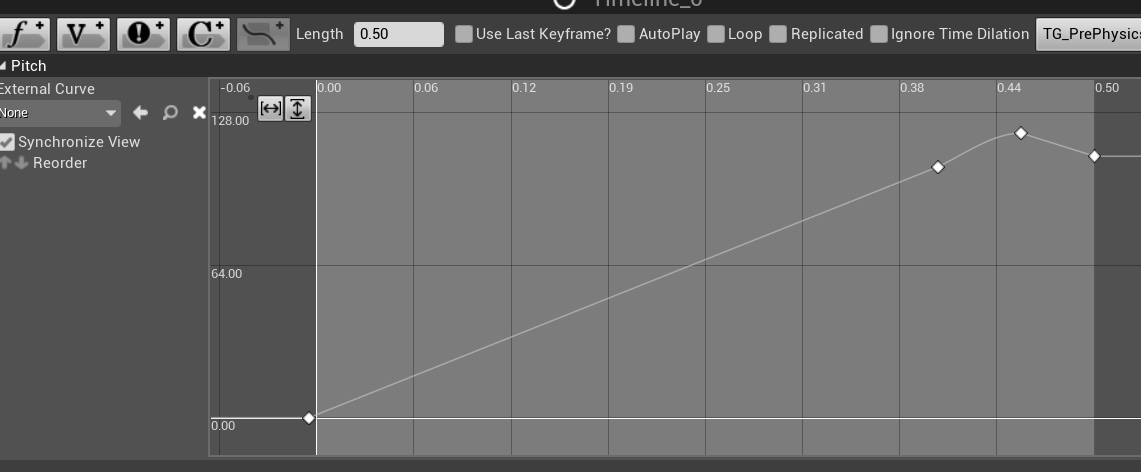 Timeline_0
f V C Length 0.50 Use Last Keyframe? AutoPlay Loop Replicated Ignore Time Dilation TG_PrePhysics
Pitch
External Curve
None
Synchronize View
Reorder
-0.06 0.00 0.06 0.12 0.19 0.25 0.31 0.38 0.44 0.50
128.00
64.00
0.00